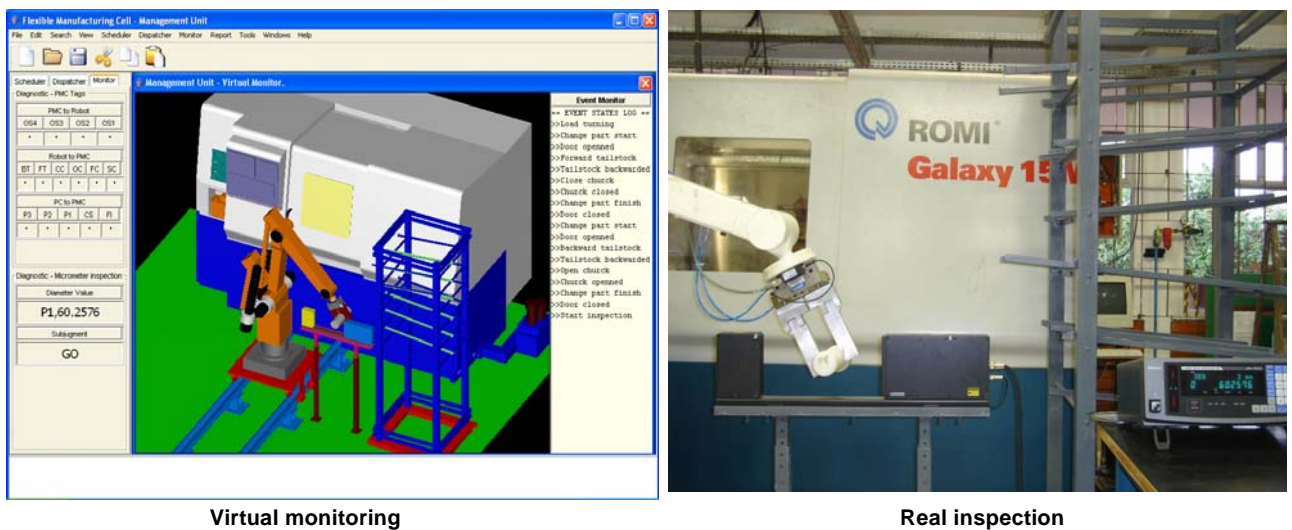 Flexible Manufacturing Cell - Management Unit
File Edit Search View Scheduler Dispatcher Monitor Report Tools Windows Help
Scheduler Dispatcher Monitor
Diagnostic - PMC Tags
PMC to Robot
OS4 OS3 OS2 OS1
* * * *
Robot to PMC
BT FT CC OC FC SC
* * * * * *
PC to PMC
P3 P2 P1 CS FI
* * * * *
Diagnostic - Micrometer inspection
Diameter Value
P1,60.2576
Subjugment
GO
Management Unit - Virtual Monitor.
Event Monitor
== EVENT STATES LOG ==
>>Load turning
>>Change part start
>>Door openned
>>Forward tailstock
>>Tailstock backwarded
>>Close churck
>>Churck closed
>>Change part finish
>>Door closed
>>Change part start
>>Door openned
>>Backward tailstock
>>Tailstock backwarded
>>Open churck
>>Churck openned
>>Change part finish
>>Door closed
>>Start inspection
ROMI
Galaxy 15
602576
Virtual monitoring
Real inspection